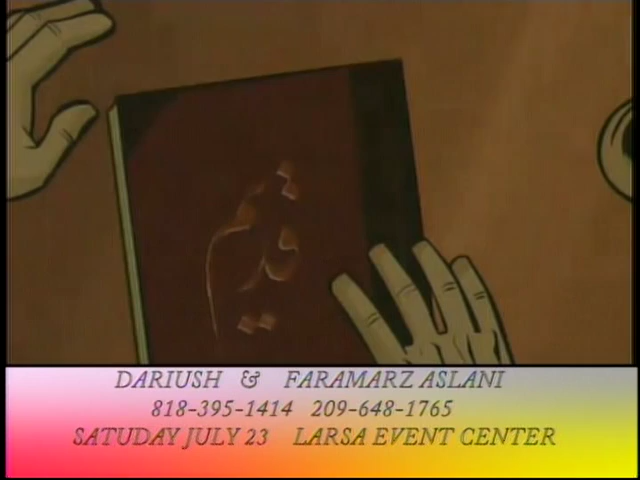 DARIUSH & FARAMARZ ASLANI
818-395-1414 209-648-1765
SATUDAY JULY 23 LARSA EVENT CENTER